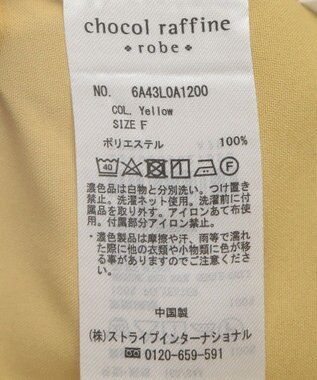 chocol raffine
robe
NO. 6A43L0A1200
COL. Yellow
SIZE F
ポリエステル 100%
40 F
濃色品は白物と分別洗い。つけ置き
禁止。洗濯ネット使用。洗濯前に付
属品を取り外す。アイロンあて布使
用。付属部分アイロン禁止。
・濃色製品は摩擦や汗、雨等で濡れ
た際に他の衣類や小物類に色が移
る事がありますのでご注意くださ
い。
中国製
(株)ストライプインターナショナル
0120-659-591